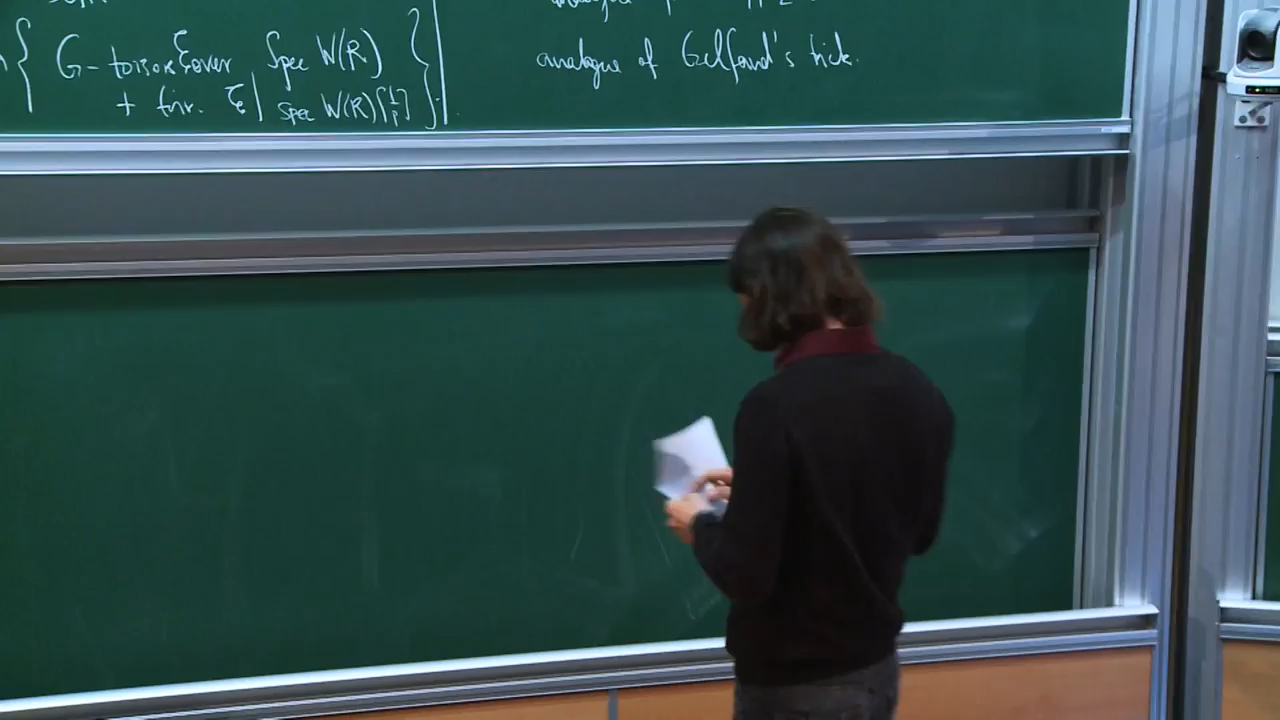 { G - torsor ξ over Spec W(R) }
+ triv. ξ| Spec W(R)[1/p]
analogue of Gelfand's trick.